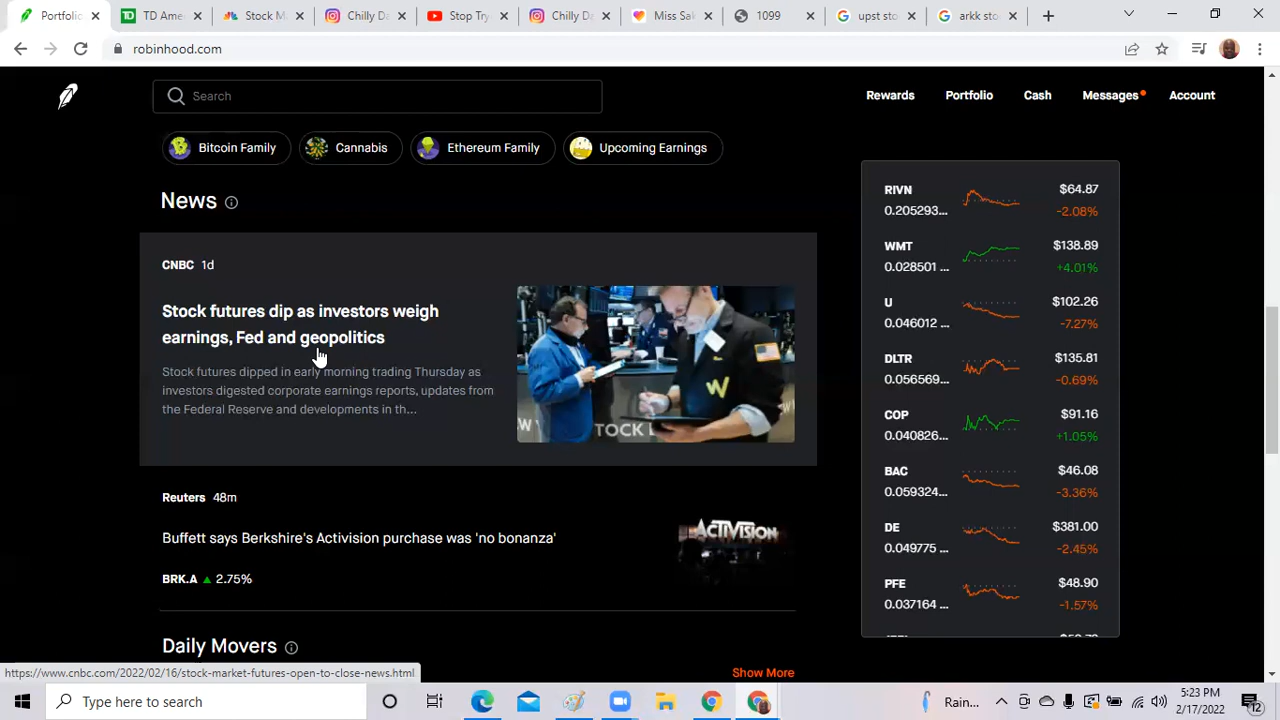 Portfolio
TD Ame
Stock M
Chilly D
Stop Try
Chilly D
Miss Sak
1099
upst sto
arkk sto
robinhood.com
Search
Rewards
Portfolio
Cash
Messages
Account
Bitcoin Family
Cannabis
Ethereum Family
Upcoming Earnings
News
CNBC 1d
Stock futures dip as investors weigh
earnings, Fed and geopolitics
Stock futures dipped in early morning trading Thursday as
investors digested corporate earnings reports, updates from
the Federal Reserve and developments in th...
W
W
STOCK
Reuters 48m
Buffett says Berkshire's Activision purchase was 'no bonanza'
BRK.A 2.75%
ACTIVISION
Daily Movers
Show More
RIVN $64.87
0.205293... -2.08%
WMT $138.89
0.028501 ... +4.01%
U $102.26
0.046012 ... -7.27%
DLTR $135.81
0.056569... -0.69%
COP $91.16
0.040826... +1.05%
BAC $46.08
0.059324... -3.36%
DE $381.00
0.049775 ... -2.45%
PFE $48.90
0.037164 ... -1.57%
https://www.cnbc.com/2022/02/16/stock-market-futures-open-to-close-news.html
Type here to search
Rain...
5:23 PM
2/17/2022
12